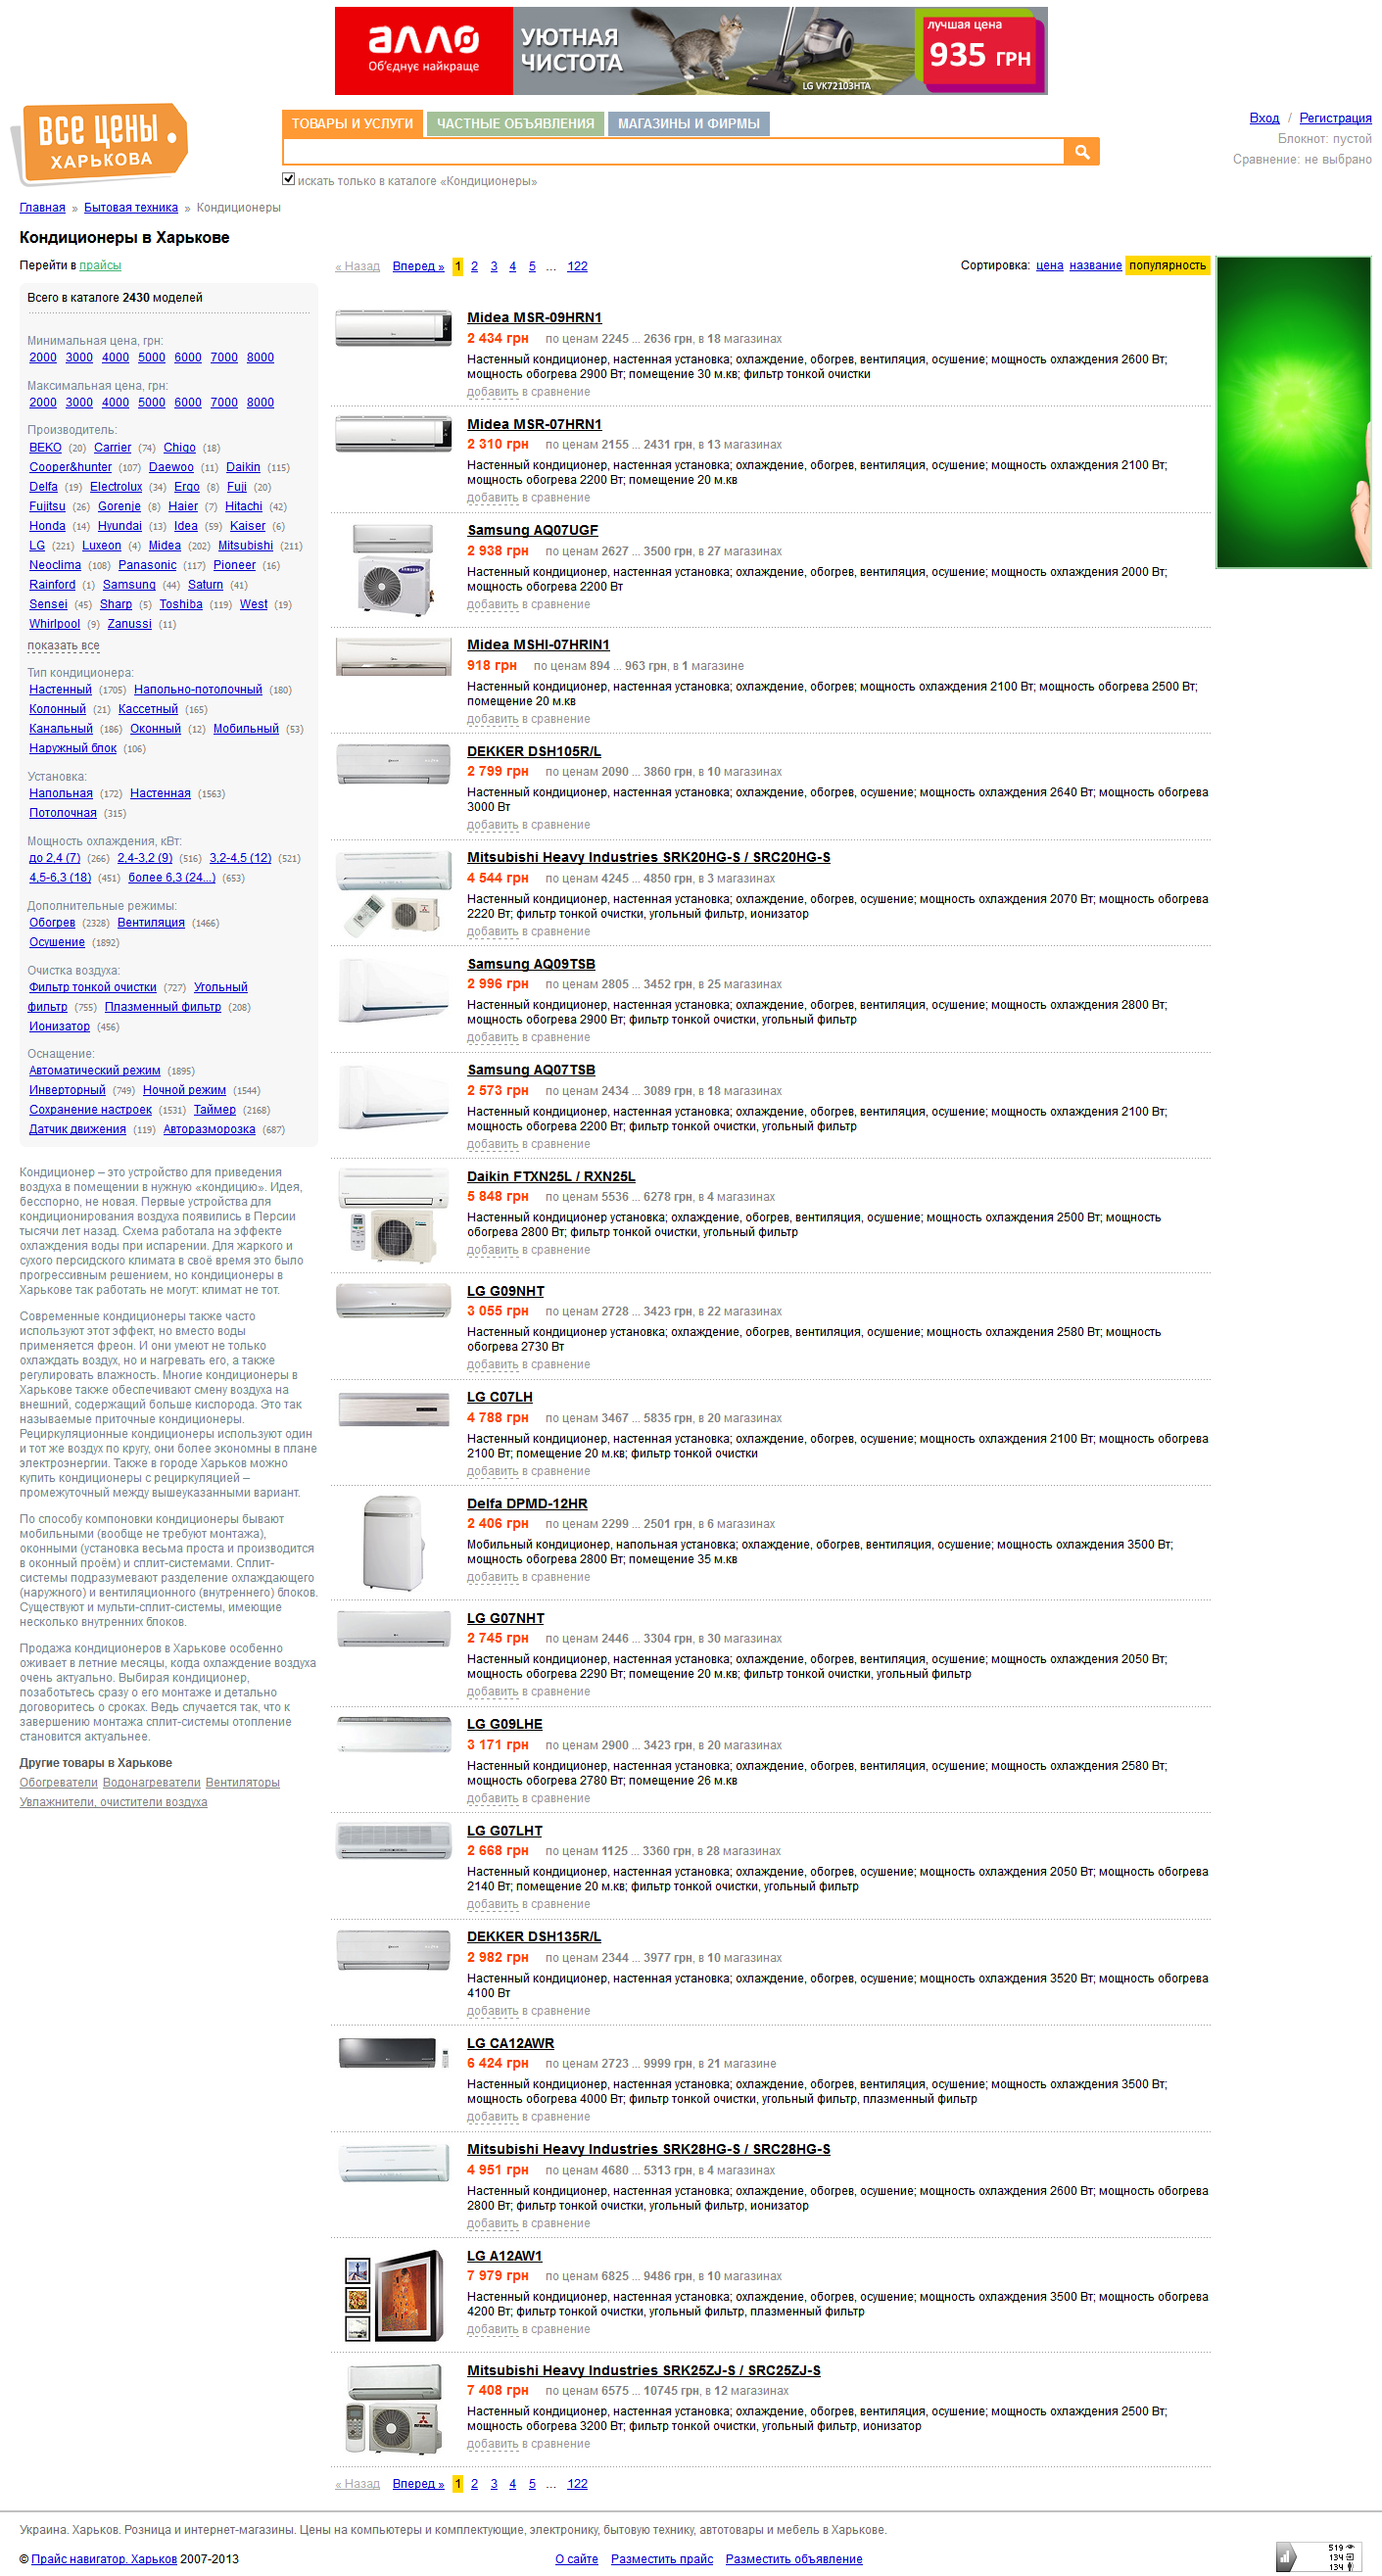 алло
Об'єднує найкраще
УЮТНАЯ
ЧИСТОТА
LG VK72103HTA
лучшая цена
935 ГРН
ВСЕ ЦЕНЫ
ХАРЬКОВА
ТОВАРЫ И УСЛУГИ ЧАСТНЫЕ ОБЪЯВЛЕНИЯ МАГАЗИНЫ И ФИРМЫ
искать только в каталоге «Кондиционеры»
Вход / Регистрация
Блокнот: пустой
Сравнение: не выбрано
Главная » Бытовая техника » Кондиционеры
Кондиционеры в Харькове
Перейти в прайсы
Всего в каталоге 2430 моделей
Минимальная цена, грн:
2000 3000 4000 5000 6000 7000 8000
Максимальная цена, грн:
2000 3000 4000 5000 6000 7000 8000
Производитель:
BEKO (20) Carrier (74) Chigo (18)
Cooper&hunter (107) Daewoo (11) Daikin (115)
Delfa (19) Electrolux (34) Ergo (8) Fuji (20)
Fujitsu (26) Gorenje (8) Haier (7) Hitachi (42)
Honda (14) Hyundai (13) Idea (59) Kaiser (6)
LG (221) Luxeon (4) Midea (202) Mitsubishi (211)
Neoclima (108) Panasonic (117) Pioneer (16)
Rainford (1) Samsung (44) Saturn (41)
Sensei (45) Sharp (5) Toshiba (119) West (19)
Whirlpool (9) Zanussi (11)
показать все
Тип кондиционера:
Настенный (1705) Напольно-потолочный (180)
Колонный (21) Кассетный (165)
Канальный (186) Оконный (12) Мобильный (53)
Наружный блок (106)
Установка:
Напольная (172) Настенная (1563)
Потолочная (315)
Мощность охлаждения, кВт:
до 2,4 (7) (266) 2,4-3,2 (9) (516) 3,2-4,5 (12) (521)
4,5-6,3 (18) (451) более 6,3 (24...) (653)
Дополнительные режимы:
Обогрев (2328) Вентиляция (1466)
Осушение (1892)
Очистка воздуха:
Фильтр тонкой очистки (727) Угольный
фильтр (755) Плазменный фильтр (208)
Ионизатор (456)
Оснащение:
Автоматический режим (1895)
Инверторный (749) Ночной режим (1544)
Сохранение настроек (1531) Таймер (2168)
Датчик движения (119) Авторазморозка (687)
Кондиционер – это устройство для приведения
воздуха в помещении в нужную «кондицию». Идея,
бесспорно, не новая. Первые устройства для
кондиционирования воздуха появились в Персии
тысячи лет назад. Схема работала на эффекте
охлаждения воды при испарении. Для жаркого и
сухого персидского климата в своё время это было
прогрессивным решением, но кондиционеры в
Харькове так работать не могут: климат не тот.
Современные кондиционеры также часто
используют этот эффект, но вместо воды
применяется фреон. И они умеют не только
охлаждать воздух, но и нагревать его, а также
регулировать влажность. Многие кондиционеры в
Харькове также обеспечивают смену воздуха на
внешний, содержащий больше кислорода. Это так
называемые приточные кондиционеры.
Рециркуляционные кондиционеры используют один
и тот же воздух по кругу, они более экономны в плане
электроэнергии. Также в городе Харьков можно
купить кондиционеры с рециркуляцией –
промежуточный между вышеуказанными вариант.
По способу компоновки кондиционеры бывают
мобильными (вообще не требуют монтажа),
оконными (установка весьма проста и производится
в оконный проём) и сплит-системами. Сплит-
системы подразумевают разделение охлаждающего
(наружного) и вентиляционного (внутреннего) блоков.
Существуют и мульти-сплит-системы, имеющие
несколько внутренних блоков.
Продажа кондиционеров в Харькове особенно
оживает в летние месяцы, когда охлаждение воздуха
очень актуально. Выбирая кондиционер,
позаботьтесь сразу о его монтаже и детально
договоритесь о сроках. Ведь случается так, что к
завершению монтажа сплит-системы отопление
становится актуальнее.
Другие товары в Харькове
Обогреватели Водонагреватели Вентиляторы
Увлажнители, очистители воздуха
« Назад Вперед » 1 2 3 4 5 ... 122
Сортировка: цена название популярность
Midea MSR-09HRN1
2 434 грн по ценам 2245 ... 2636 грн, в 18 магазинах
Настенный кондиционер, настенная установка; охлаждение, обогрев, вентиляция, осушение; мощность охлаждения 2600 Вт;
мощность обогрева 2900 Вт; помещение 30 м.кв; фильтр тонкой очистки
добавить в сравнение
Midea MSR-07HRN1
2 310 грн по ценам 2155 ... 2431 грн, в 13 магазинах
Настенный кондиционер, настенная установка; охлаждение, обогрев, вентиляция, осушение; мощность охлаждения 2100 Вт;
мощность обогрева 2200 Вт; помещение 20 м.кв
добавить в сравнение
Samsung AQ07UGF
2 938 грн по ценам 2627 ... 3500 грн, в 27 магазинах
Настенный кондиционер, настенная установка; охлаждение, обогрев, вентиляция, осушение; мощность охлаждения 2000 Вт;
мощность обогрева 2200 Вт
добавить в сравнение
Midea MSHI-07HRIN1
918 грн по ценам 894 ... 963 грн, в 1 магазине
Настенный кондиционер, настенная установка; охлаждение, обогрев; мощность охлаждения 2100 Вт; мощность обогрева 2500 Вт;
помещение 20 м.кв
добавить в сравнение
DEKKER DSH105R/L
2 799 грн по ценам 2090 ... 3860 грн, в 10 магазинах
Настенный кондиционер, настенная установка; охлаждение, обогрев, осушение; мощность охлаждения 2640 Вт; мощность обогрева
3000 Вт
добавить в сравнение
Mitsubishi Heavy Industries SRK20HG-S / SRC20HG-S
4 544 грн по ценам 4245 ... 4850 грн, в 3 магазинах
Настенный кондиционер, настенная установка; охлаждение, обогрев, осушение; мощность охлаждения 2070 Вт; мощность обогрева
2220 Вт; фильтр тонкой очистки, угольный фильтр, ионизатор
добавить в сравнение
Samsung AQ09TSB
2 996 грн по ценам 2805 ... 3452 грн, в 25 магазинах
Настенный кондиционер, настенная установка; охлаждение, обогрев, вентиляция, осушение; мощность охлаждения 2800 Вт;
мощность обогрева 2900 Вт; фильтр тонкой очистки, угольный фильтр
добавить в сравнение
Samsung AQ07TSB
2 573 грн по ценам 2434 ... 3089 грн, в 18 магазинах
Настенный кондиционер, настенная установка; охлаждение, обогрев, вентиляция, осушение; мощность охлаждения 2100 Вт;
мощность обогрева 2200 Вт; фильтр тонкой очистки, угольный фильтр
добавить в сравнение
Daikin FTXN25L / RXN25L
5 848 грн по ценам 5536 ... 6278 грн, в 4 магазинах
Настенный кондиционер установка; охлаждение, обогрев, вентиляция, осушение; мощность охлаждения 2500 Вт; мощность
обогрева 2800 Вт; фильтр тонкой очистки, угольный фильтр
добавить в сравнение
LG G09NHT
3 055 грн по ценам 2728 ... 3423 грн, в 22 магазинах
Настенный кондиционер установка; охлаждение, обогрев, вентиляция, осушение; мощность охлаждения 2580 Вт; мощность
обогрева 2730 Вт
добавить в сравнение
LG C07LH
4 788 грн по ценам 3467 ... 5835 грн, в 20 магазинах
Настенный кондиционер, настенная установка; охлаждение, обогрев, осушение; мощность охлаждения 2100 Вт; мощность обогрева
2100 Вт; помещение 20 м.кв; фильтр тонкой очистки
добавить в сравнение
Delfa DPMD-12HR
2 406 грн по ценам 2299 ... 2501 грн, в 6 магазинах
Мобильный кондиционер, напольная установка; охлаждение, обогрев, вентиляция, осушение; мощность охлаждения 3500 Вт;
мощность обогрева 2800 Вт; помещение 35 м.кв
добавить в сравнение
LG G07NHT
2 745 грн по ценам 2446 ... 3304 грн, в 30 магазинах
Настенный кондиционер, настенная установка; охлаждение, обогрев, вентиляция, осушение; мощность охлаждения 2050 Вт;
мощность обогрева 2290 Вт; помещение 20 м.кв; фильтр тонкой очистки, угольный фильтр
добавить в сравнение
LG G09LHE
3 171 грн по ценам 2900 ... 3423 грн, в 20 магазинах
Настенный кондиционер, настенная установка; охлаждение, обогрев, вентиляция, осушение; мощность охлаждения 2580 Вт;
мощность обогрева 2780 Вт; помещение 26 м.кв
добавить в сравнение
LG G07LHT
2 668 грн по ценам 1125 ... 3360 грн, в 28 магазинах
Настенный кондиционер, настенная установка; охлаждение, обогрев, осушение; мощность охлаждения 2050 Вт; мощность обогрева
2140 Вт; помещение 20 м.кв; фильтр тонкой очистки, угольный фильтр
добавить в сравнение
DEKKER DSH135R/L
2 982 грн по ценам 2344 ... 3977 грн, в 10 магазинах
Настенный кондиционер, настенная установка; охлаждение, обогрев, осушение; мощность охлаждения 3520 Вт; мощность обогрева
4100 Вт
добавить в сравнение
LG CA12AWR
6 424 грн по ценам 2723 ... 9999 грн, в 21 магазине
Настенный кондиционер, настенная установка; охлаждение, обогрев, вентиляция, осушение; мощность охлаждения 3500 Вт;
мощность обогрева 4000 Вт; фильтр тонкой очистки, угольный фильтр, плазменный фильтр
добавить в сравнение
Mitsubishi Heavy Industries SRK28HG-S / SRC28HG-S
4 951 грн по ценам 4680 ... 5313 грн, в 4 магазинах
Настенный кондиционер, настенная установка; охлаждение, обогрев, осушение; мощность охлаждения 2600 Вт; мощность обогрева
2800 Вт; фильтр тонкой очистки, угольный фильтр, ионизатор
добавить в сравнение
LG A12AW1
7 979 грн по ценам 6825 ... 9486 грн, в 10 магазинах
Настенный кондиционер, настенная установка; охлаждение, обогрев, осушение; мощность охлаждения 3500 Вт; мощность обогрева
4200 Вт; фильтр тонкой очистки, угольный фильтр, плазменный фильтр
добавить в сравнение
Mitsubishi Heavy Industries SRK25ZJ-S / SRC25ZJ-S
7 408 грн по ценам 6575 ... 10745 грн, в 12 магазинах
Настенный кондиционер, настенная установка; охлаждение, обогрев, вентиляция, осушение; мощность охлаждения 2500 Вт;
мощность обогрева 3200 Вт; фильтр тонкой очистки, угольный фильтр, ионизатор
добавить в сравнение
« Назад Вперед » 1 2 3 4 5 ... 122
Украина. Харьков. Розница и интернет-магазины. Цены на компьютеры и комплектующие, электронику, бытовую технику, автотовары и мебель в Харькове.
© Прайс навигатор. Харьков 2007-2013 О сайте Разместить прайс Разместить объявление
519
134
134